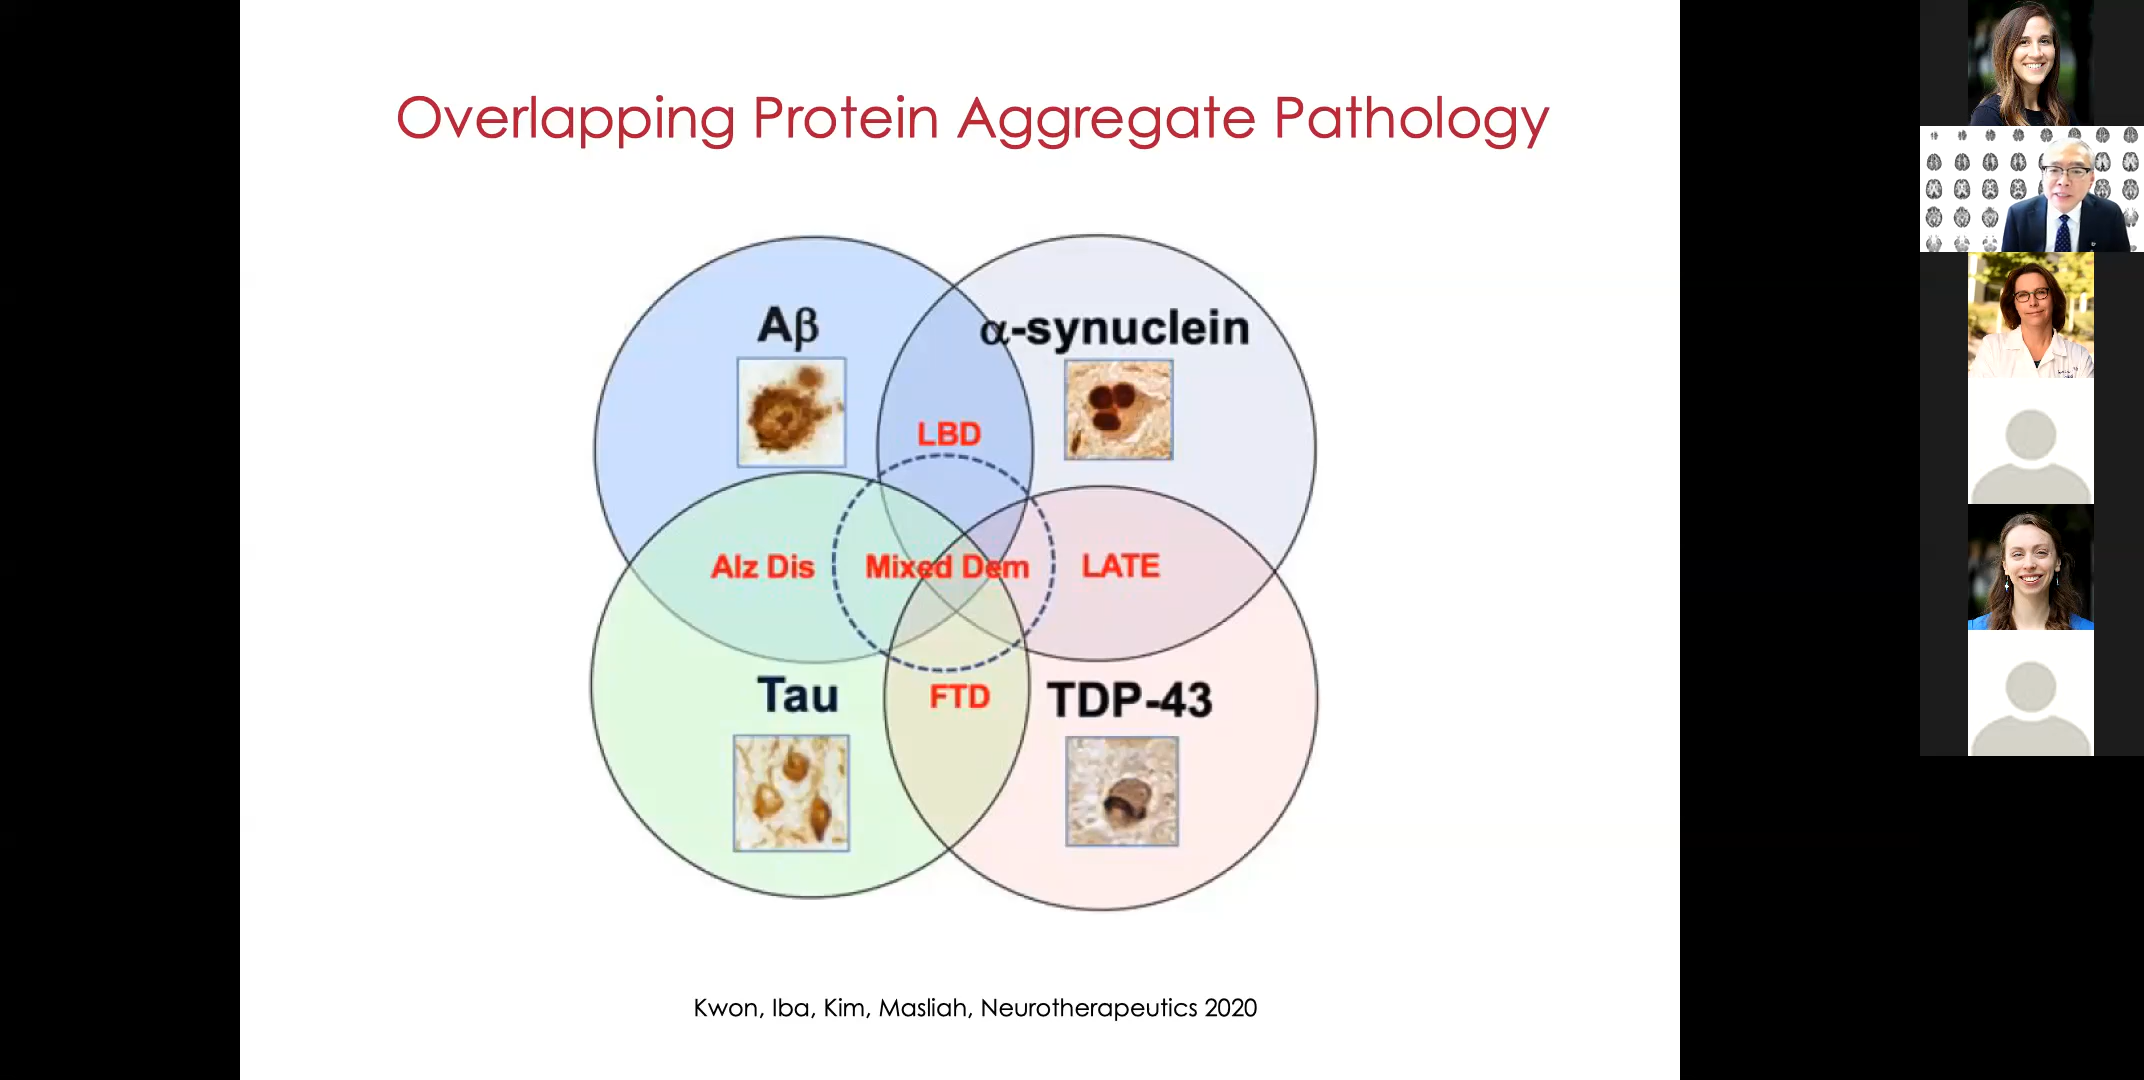 Overlapping Protein Aggregate Pathology
Aβ
α-synuclein
LBD
Alz Dis
Mixed Dem
LATE
Tau
FTD
TDP-43
Kwon, Iba, Kim, Masliah, Neurotherapeutics 2020